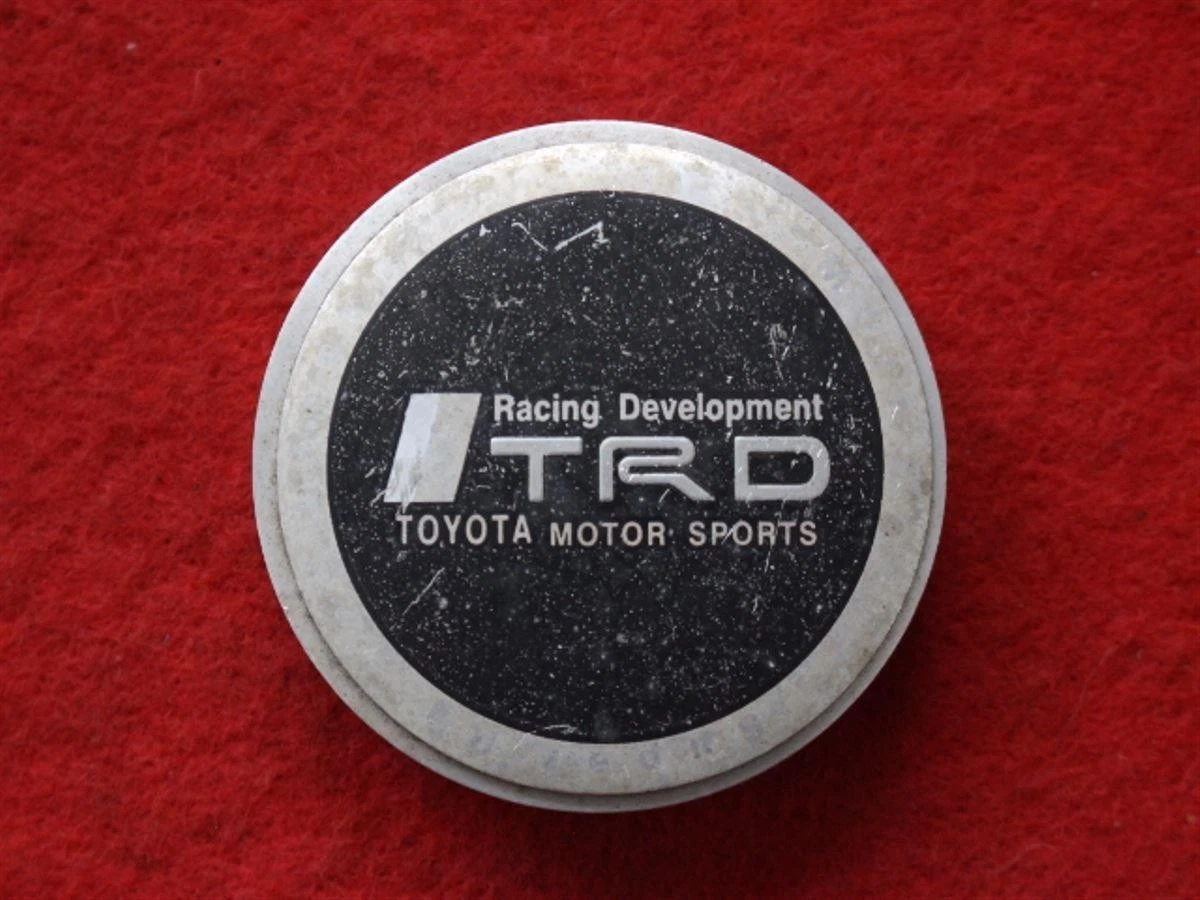 Racing Development
TRD
TOYOTA MOTOR SPORTS